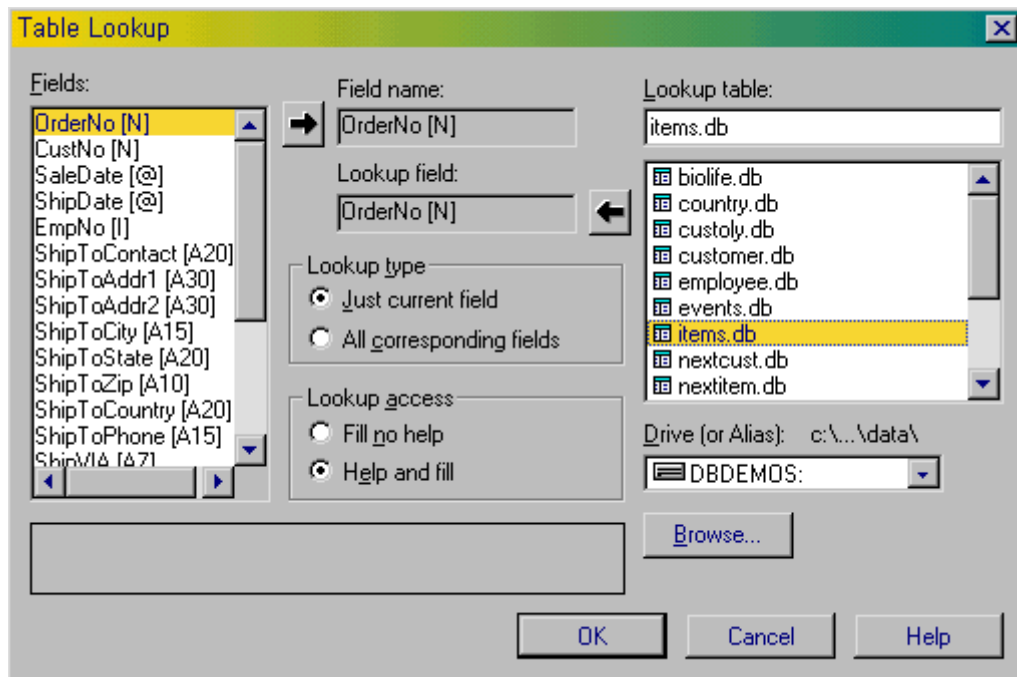 Table Lookup
Fields:
OrderNo [N]
CustNo [N]
SaleDate [@]
ShipDate [@]
EmpNo [I]
ShipToContact [A20]
ShipToAddr1 [A30]
ShipToAddr2 [A30]
ShipToCity [A15]
ShipToState [A20]
ShipToZip [A10]
ShipToCountry [A20]
ShipToPhone [A15]
ShipVIA [A7]
Field name:
OrderNo [N]
Lookup field:
OrderNo [N]
Lookup type
Just current field
All corresponding fields
Lookup access
Fill no help
Help and fill
Lookup table:
items.db
biolife.db
country.db
custoly.db
customer.db
employee.db
events.db
items.db
nextcust.db
nextitem.db
Drive (or Alias): c:\...\data\
DBDEMOS:
Browse...
OK
Cancel
Help